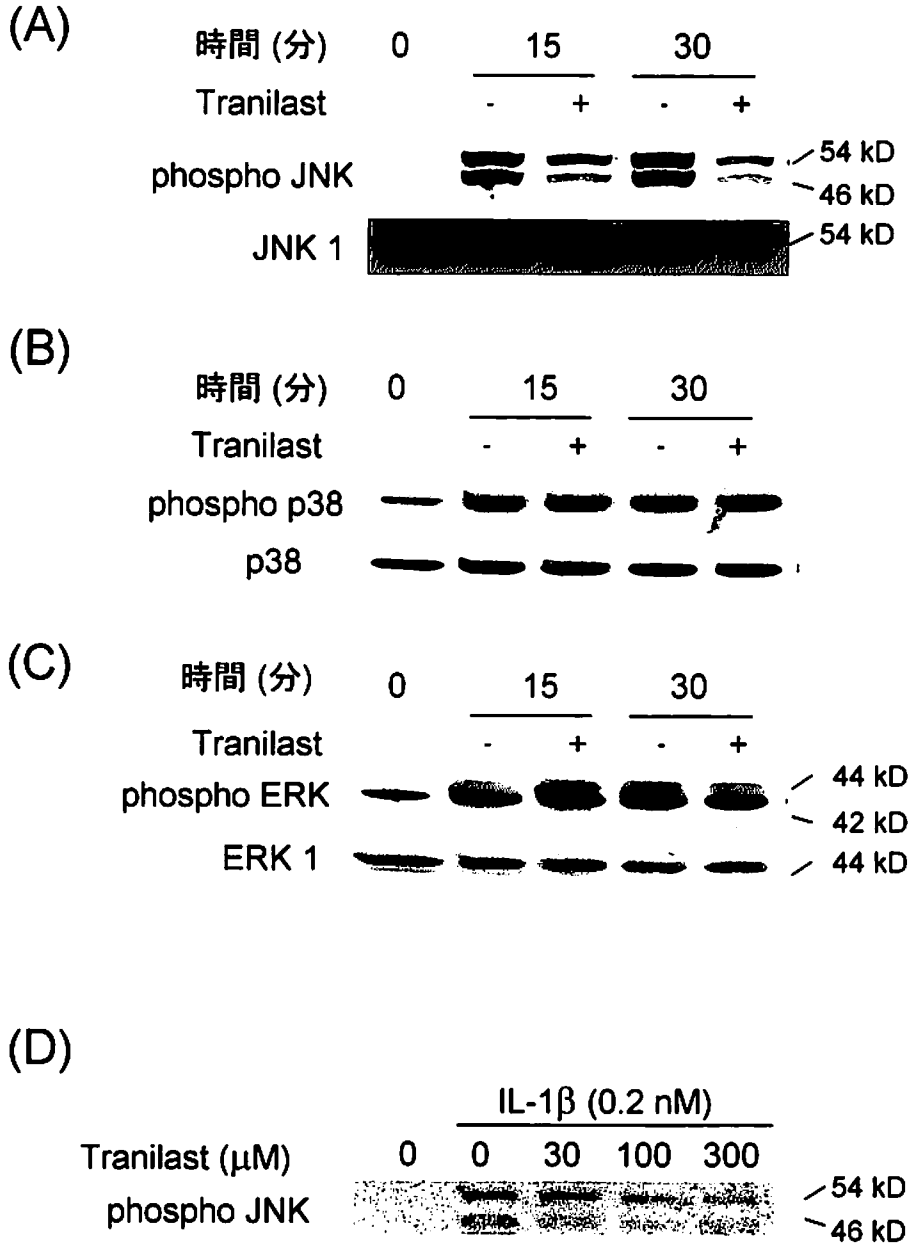 (A)
時間 (分) 0 15 30
Tranilast - + - +
phospho JNK 54 kD
46 kD
JNK 1 54 kD
(B)
時間 (分) 0 15 30
Tranilast - + - +
phospho p38
p38
(C)
時間 (分) 0 15 30
Tranilast - + - +
phospho ERK 44 kD
42 kD
ERK 1 44 kD
(D)
IL-1β (0.2 nM)
Tranilast (μM) 0 0 30 100 300
phospho JNK 54 kD
46 kD